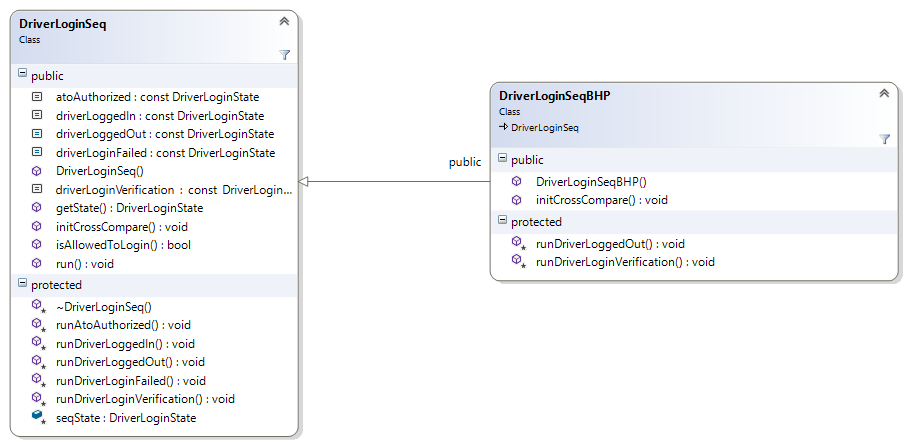 DriverLoginSeq
Class
public
atoAuthorized : const DriverLoginState
driverLoggedIn : const DriverLoginState
driverLoggedOut : const DriverLoginState
driverLoginFailed : const DriverLoginState
DriverLoginSeq()
driverLoginVerification : const DriverLogin...
getState() : DriverLoginState
initCrossCompare() : void
isAllowedToLogin() : bool
run() : void
protected
~DriverLoginSeq()
runAtoAuthorized() : void
runDriverLoggedIn() : void
runDriverLoggedOut() : void
runDriverLoginFailed() : void
runDriverLoginVerification() : void
seqState : DriverLoginState
public
DriverLoginSeqBHP
Class
DriverLoginSeq
public
DriverLoginSeqBHP()
initCrossCompare() : void
protected
runDriverLoggedOut() : void
runDriverLoginVerification() : void